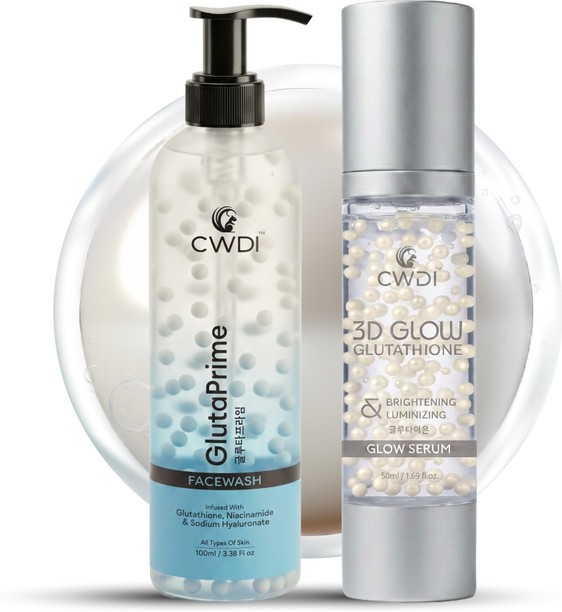 CWDI™
GlutaPrime
글루타프라임
FACEWASH
Infused With
Glutathione, Niacinamide
& Sodium Hyaluronate
All Types Of Skin
100ml / 3.38 Fl oz
CWDI™
3D GLOW
GLUTATHIONE
& BRIGHTENING
LUMINIZING
글루타이온
GLOW SERUM
50ml / 1.69 fl.oz.